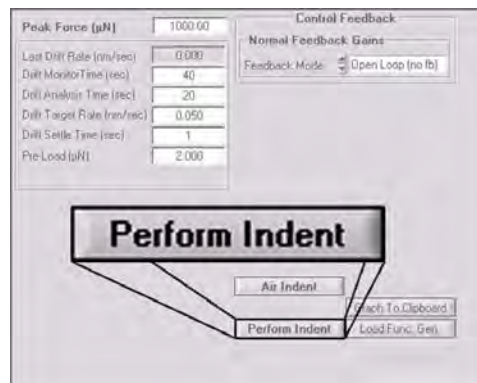 Peak Force (µN) 1000.00
Last Drift Rate (nm/sec) 0.000
Drift MonitorTime (sec) 40
Drift Analysis Time (sec) 20
Drift Target Rate (nm/sec) 0.050
Drift Settle Time (sec) 1
Pre-Load (µN) 2.000
Control Feedback
Normal Feedback Gains
Feedback Mode Open Loop (no fb)
Perform Indent
Air Indent
Graph To Clipboard
Perform Indent Load Func. Gen.